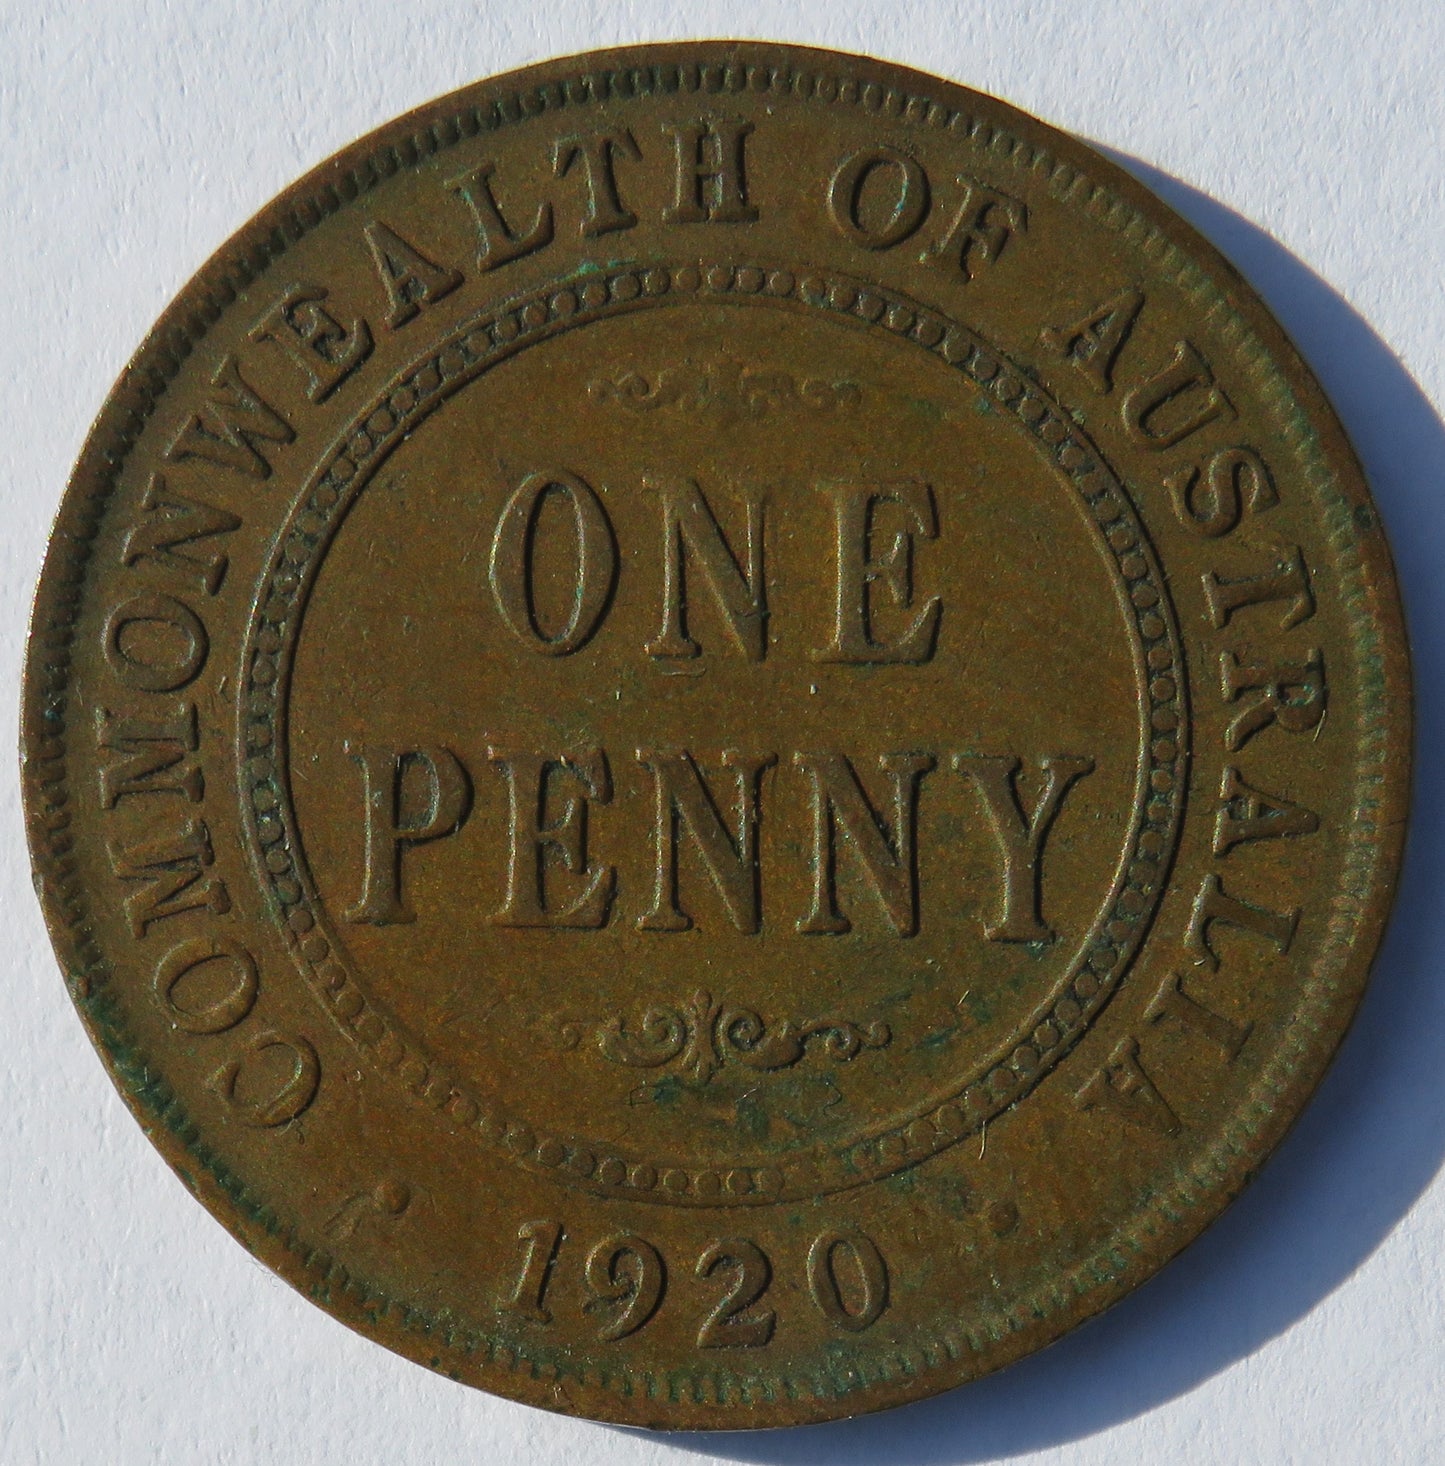 COMMONWEALTH OF AUSTRALIA
ONE
PENNY
1920